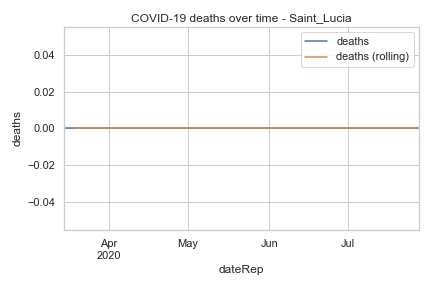 COVID-19 deaths over time - Saint_Lucia
deaths
deaths (rolling)
0.04
0.02
0.00
−0.02
−0.04
deaths
Apr
2020
May
Jun
Jul
dateRep